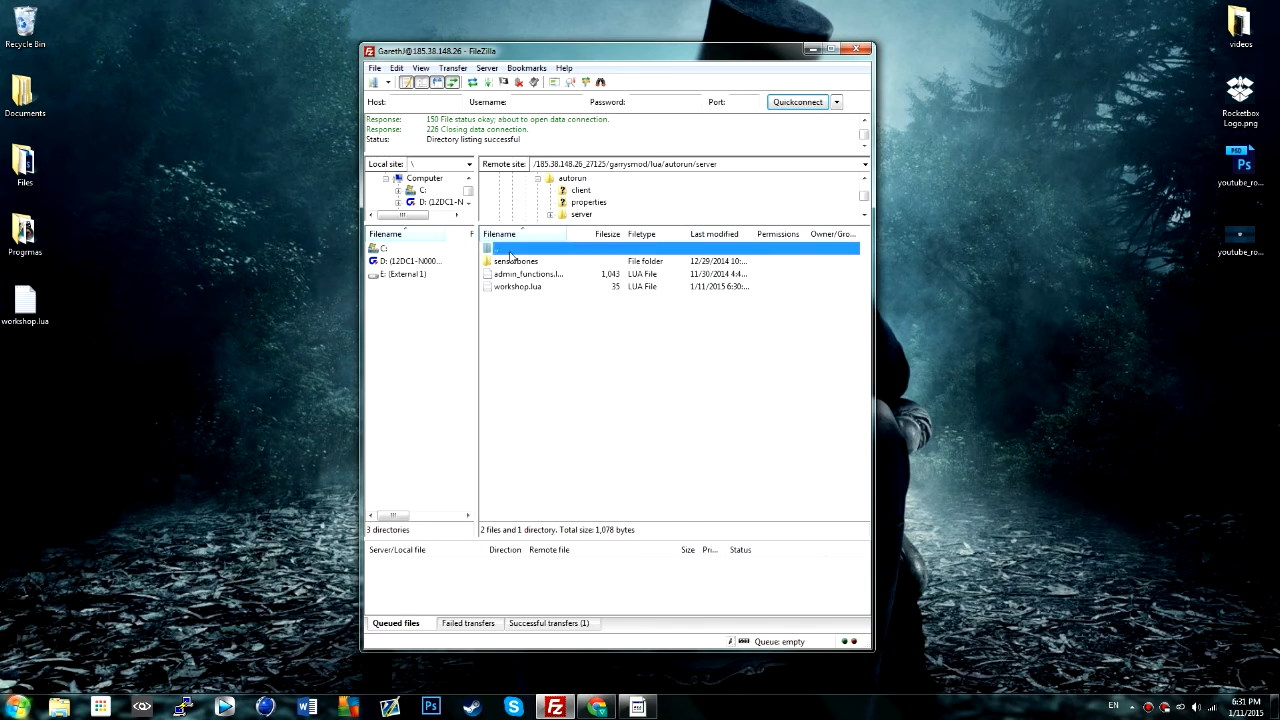 Recycle Bin
Documents
Files
Progrmas
workshop.lua
videos
Rocketbox
Logo.png
youtube_ro...
youtube_ro...
GarethJ@185.38.148.26 - FileZilla
File Edit View Transfer Server Bookmarks Help
Host: Username: Password: Port: Quickconnect
Response: 150 File status okay; about to open data connection.
Response: 226 Closing data connection.
Status: Directory listing successful
Local site: \
Remote site: /185.38.148.26_27125/garrysmod/lua/autorun/server
Computer
C:
D: (12DC1-N
autorun
client
properties
server
Filename F
C:
D: (12DC1-N000...
E: (External 1)
Filename Filesize Filetype Last modified Permissions Owner/Gro...
..
File folder 12/29/2014 10:...
admin_functions.l... 1,043 LUA File 11/30/2014 4:4...
workshop.lua 35 LUA File 1/11/2015 6:30:...
3 directories
2 files and 1 directory. Total size: 1,078 bytes
Server/Local file Direction Remote file Size Pri... Status
Queued files Failed transfers Successful transfers (1)
Queue: empty
EN
6:31 PM
1/11/2015